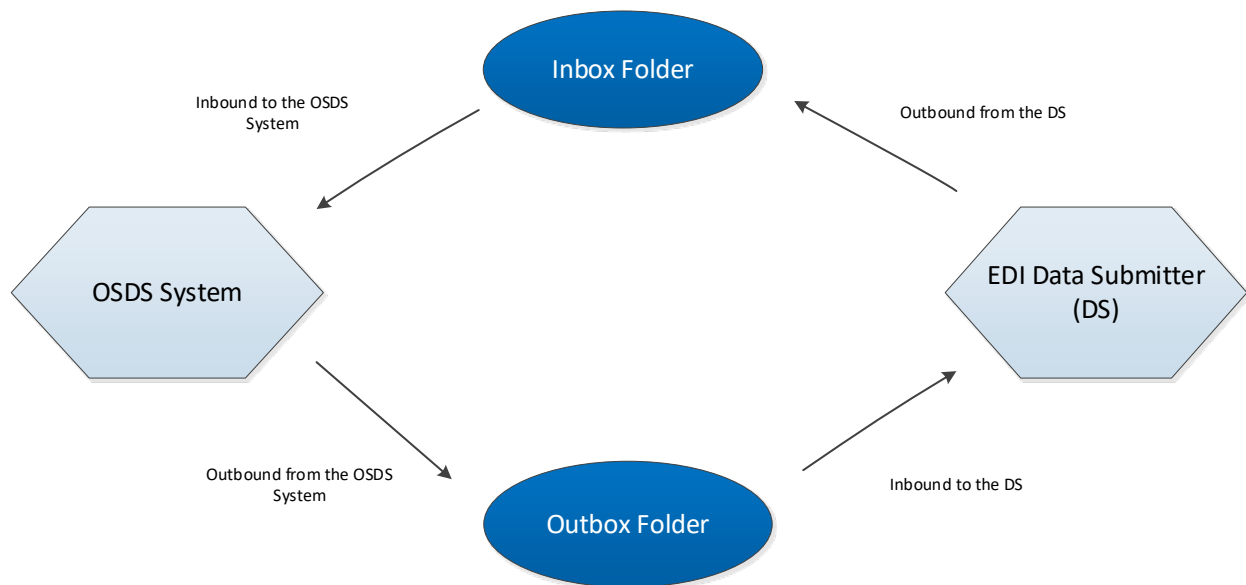 Inbox Folder
Inbound to the OSDS
System
Outbound from the DS
OSDS System
EDI Data Submitter
(DS)
Outbound from the OSDS
System
Inbound to the DS
Outbox Folder